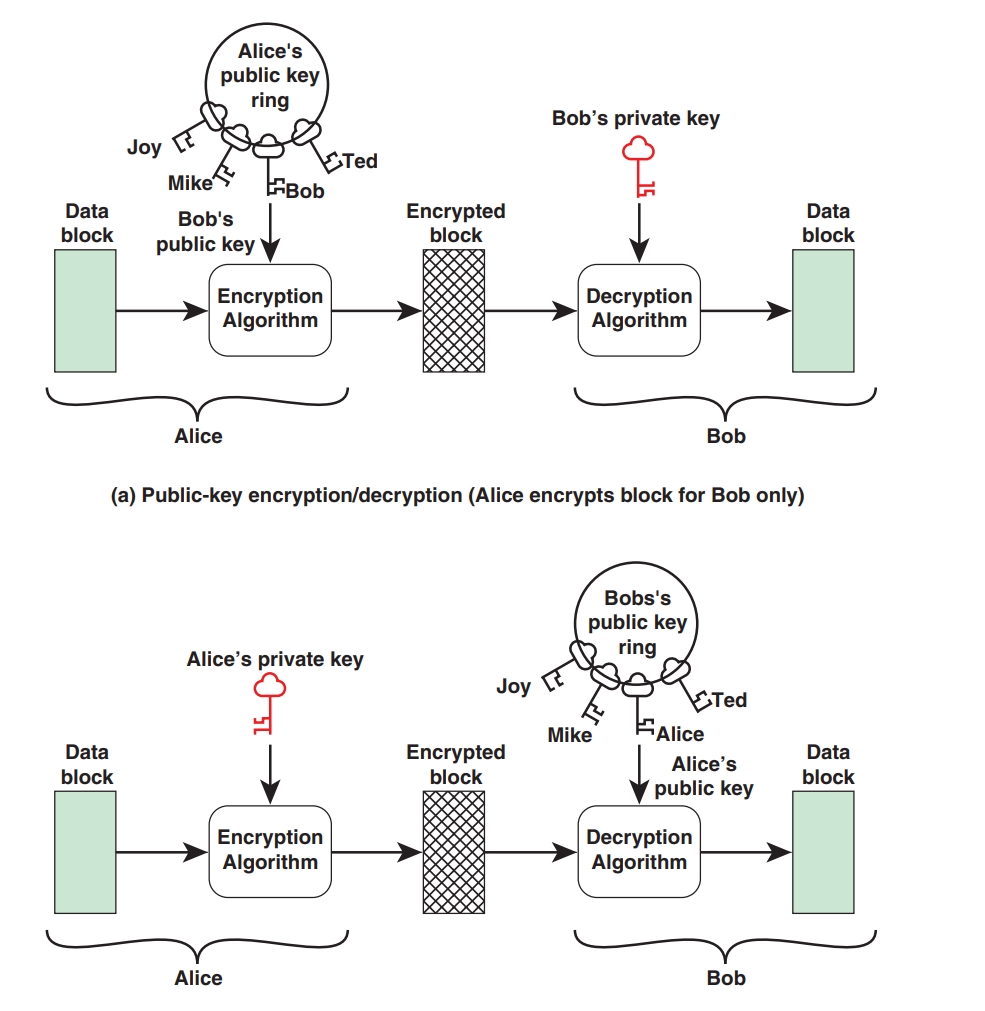 Alice's
public key
ring
Joy
Mike
Bob
Ted
Bob's
public key
Bob's private key
Data
block
Encryption
Algorithm
Encrypted
block
Decryption
Algorithm
Data
block
Alice
Bob
(a) Public-key encryption/decryption (Alice encrypts block for Bob only)
Bobs's
public key
ring
Joy
Mike
Alice
Ted
Alice's
public key
Alice's private key
Data
block
Encryption
Algorithm
Encrypted
block
Decryption
Algorithm
Data
block
Alice
Bob